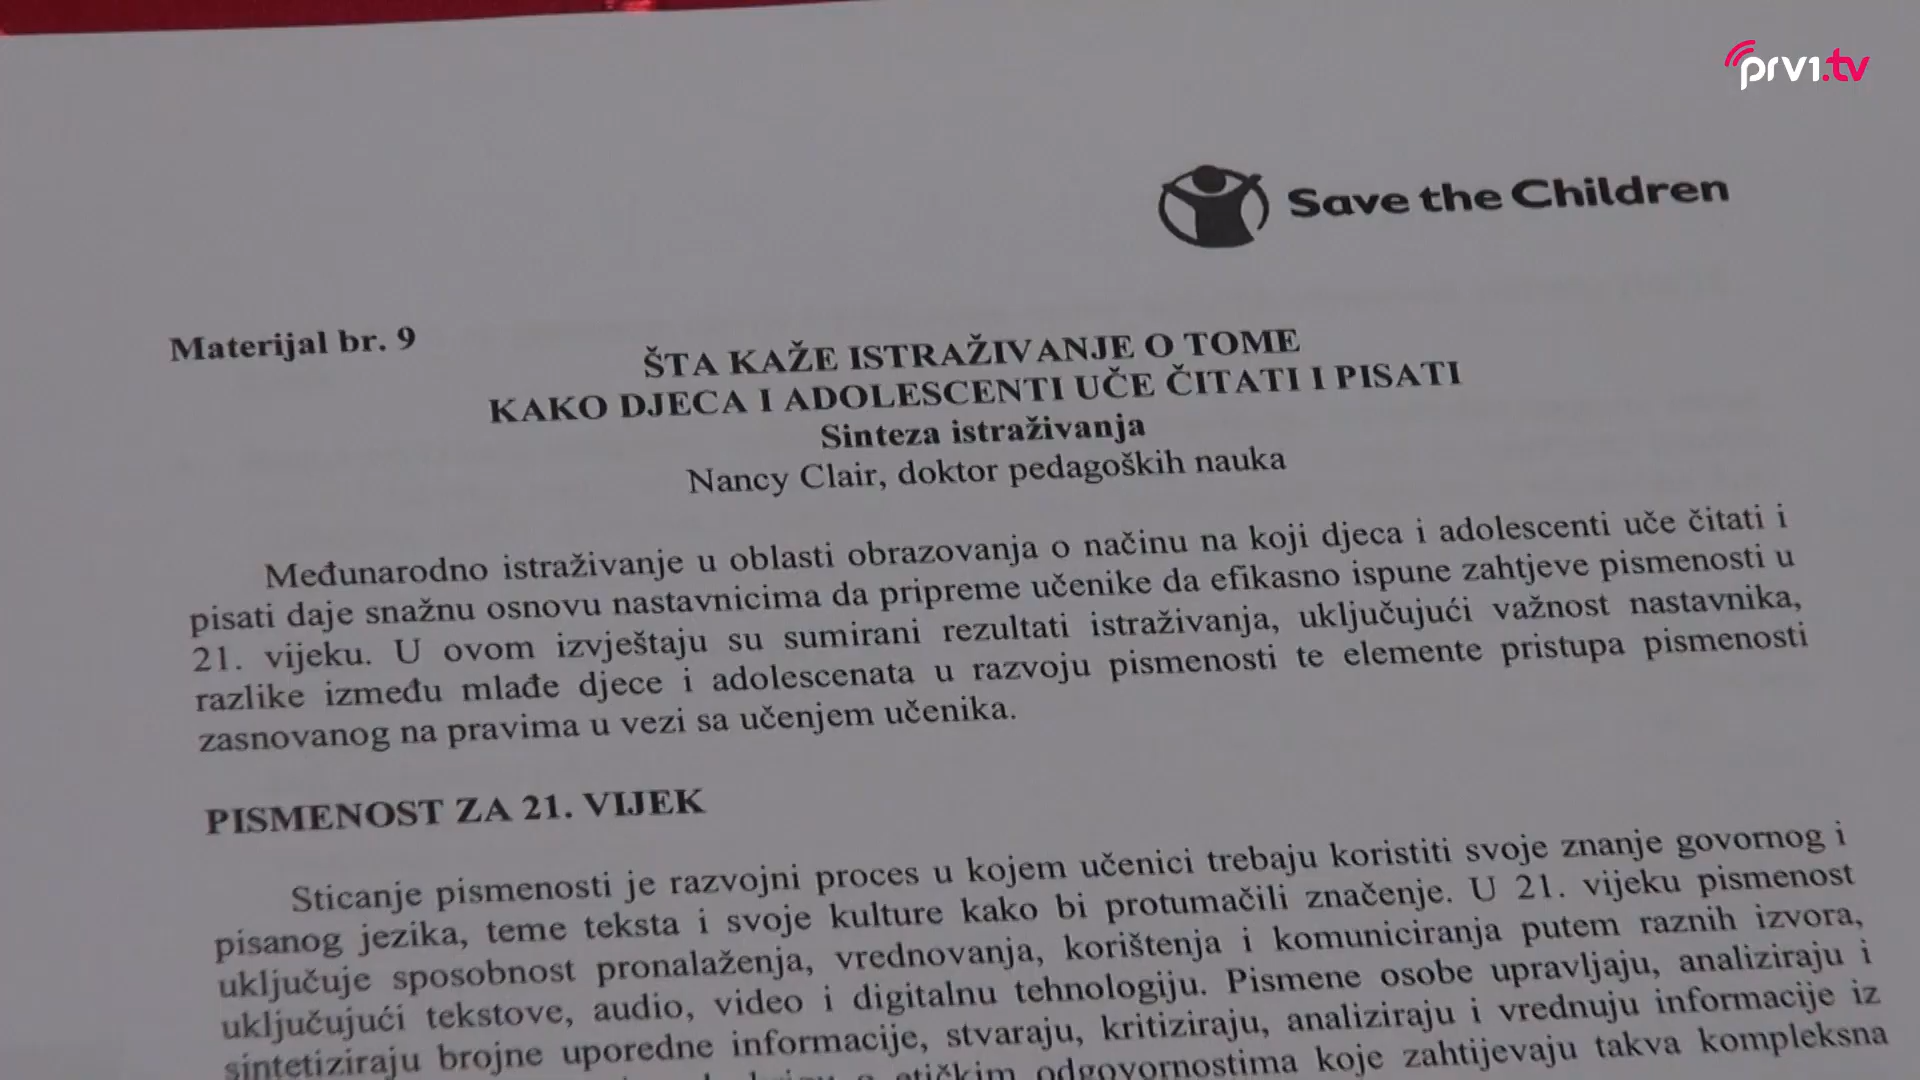 prv1.tv
Save the Children
Materijal br. 9
ŠTA KAŽE ISTRAŽIVANJE O TOME
KAKO DJECA I ADOLESCENTI UČE ČITATI I PISATI
Sinteza istraživanja
Nancy Clair, doktor pedagoških nauka
Međunarodno istraživanje u oblasti obrazovanja o načinu na koji djeca i adolescenti uče čitati i
pisati daje snažnu osnovu nastavnicima da pripreme učenike da efikasno ispune zahtjeve pismenosti u
21. vijeku. U ovom izvještaju su sumirani rezultati istraživanja, uključujući važnost nastavnika,
razlike između mlađe djece i adolescenata u razvoju pismenosti te elemente pristupa pismenosti
zasnovanog na pravima u vezi sa učenjem učenika.
PISMENOST ZA 21. VIJEK
Sticanje pismenosti je razvojni proces u kojem učenici trebaju koristiti svoje znanje govornog i
pisanog jezika, teme teksta i svoje kulture kako bi protumačili značenje. U 21. vijeku pismenost
uključuje sposobnost pronalaženja, vrednovanja, korištenja i komuniciranja putem raznih izvora,
uključujući tekstove, audio, video i digitalnu tehnologiju. Pismene osobe upravljaju, analiziraju i
sintetiziraju brojne uporedne informacije, stvaraju, kritiziraju, analiziraju i vrednuju informacije iz
etičkim odgovornostima koje zahtijevaju takva kompleksna